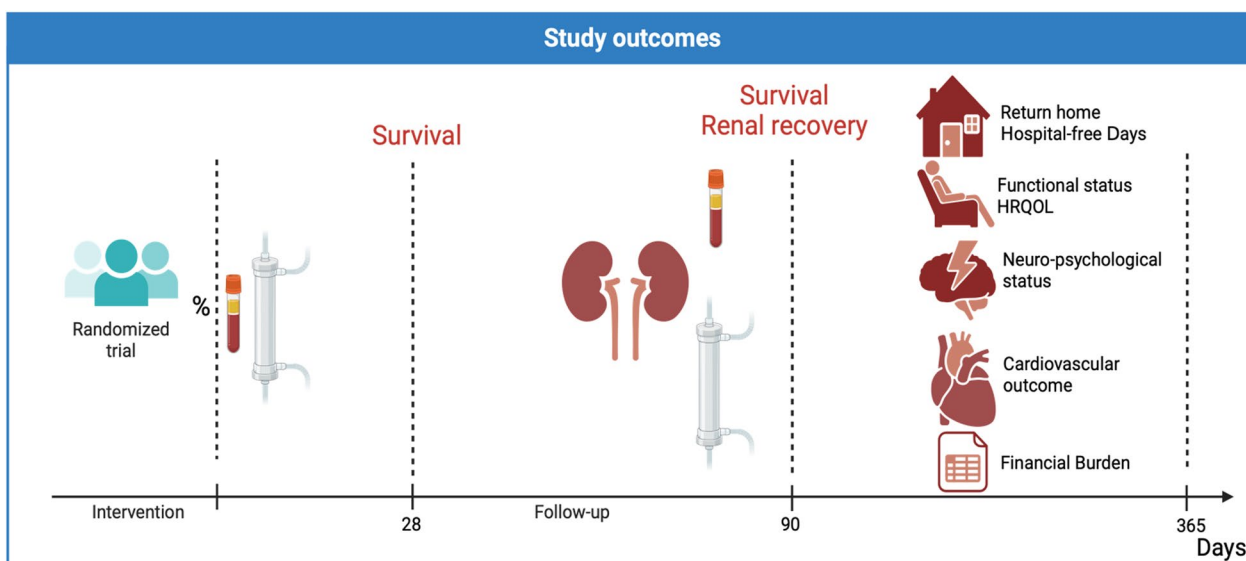 Study outcomes
Survival
Survival
Renal recovery
Return home
Hospital-free Days
Functional status
HRQOL
Neuro-psychological
status
Cardiovascular
outcome
Financial Burden
%
Randomized
trial
Intervention
28
Follow-up
90
365
Days